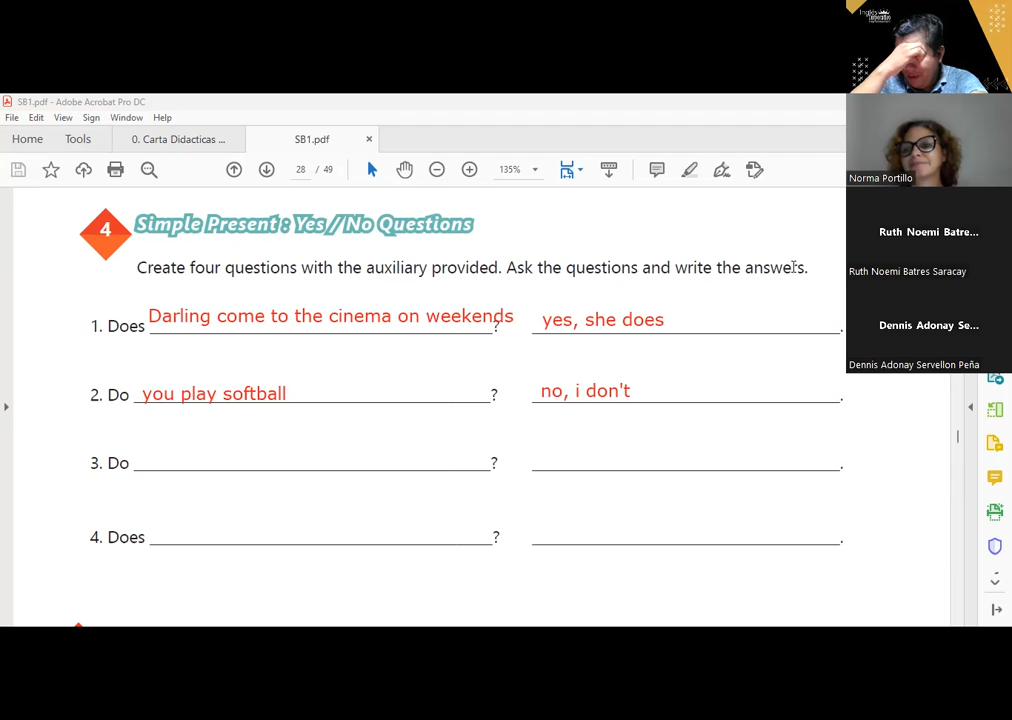 Inglés
Corporativo
SB1.pdf - Adobe Acrobat Pro DC
File Edit View Sign Window Help
Home Tools 0. Carta Didacticas ... SB1.pdf ×
28 / 49 135%
Norma Portillo
Ruth Noemi Batre...
Ruth Noemi Batres Saracay
Dennis Adonay Se...
Dennis Adonay Servellon Peña
4 Simple Present : Yes / No Questions
Create four questions with the auxiliary provided. Ask the questions and write the answers.
1. Does Darling come to the cinema on weekends ? yes, she does .
2. Do you play softball ? no, i don't .
3. Do ? .
4. Does ? .